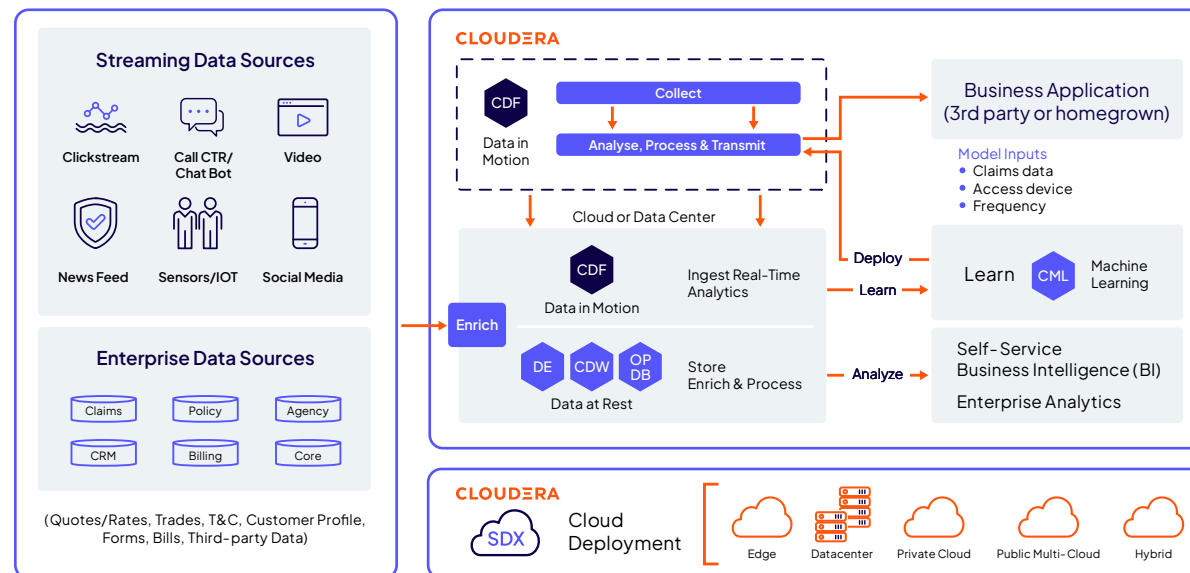 Streaming Data Sources
Clickstream
Call CTR/
Chat Bot
Video
News Feed
Sensors/IOT
Social Media
Enterprise Data Sources
Claims
Policy
Agency
CRM
Billing
Core
(Quotes/Rates, Trades, T&C, Customer Profile,
Forms, Bills, Third-party Data)
CLOUDERA
CDF
Data in
Motion
Collect
Analyse, Process & Transmit
Business Application
(3rd party or homegrown)
Model Inputs
Claims data
Access device
Frequency
Cloud or Data Center
Enrich
CDF
Data in Motion
Ingest Real-Time
Analytics
DE
CDW
OP
DB
Data at Rest
Store
Enrich & Process
Deploy
Learn
Analyze
Learn
CML
Machine
Learning
Self-Service
Business Intelligence (BI)
Enterprise Analytics
CLOUDERA
SDX
Cloud
Deployment
Edge
Datacenter
Private Cloud
Public Multi-Cloud
Hybrid